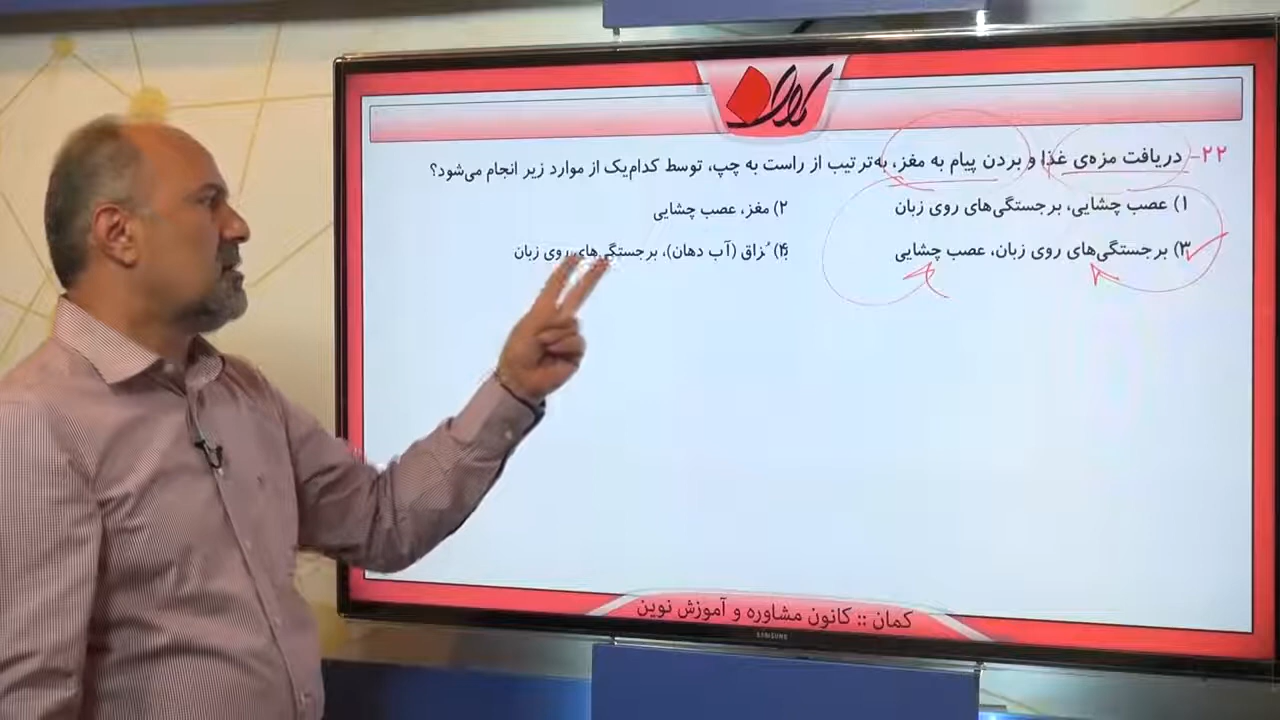 کمان
۲۲- دریافت مزه‌ی غذا و بردن پیام به مغز، به‌ترتیب از راست به چپ، توسط کدام‌یک از موارد زیر انجام می‌شود؟
۱) عصب چشایی، برجستگی‌های روی زبان
۲) مغز، عصب چشایی
۳) برجستگی‌های روی زبان، عصب چشایی
۴) بُزاق (آب دهان)، برجستگی‌های روی زبان
کمان :: کانون مشاوره و آموزش نوین
SAMSUNG